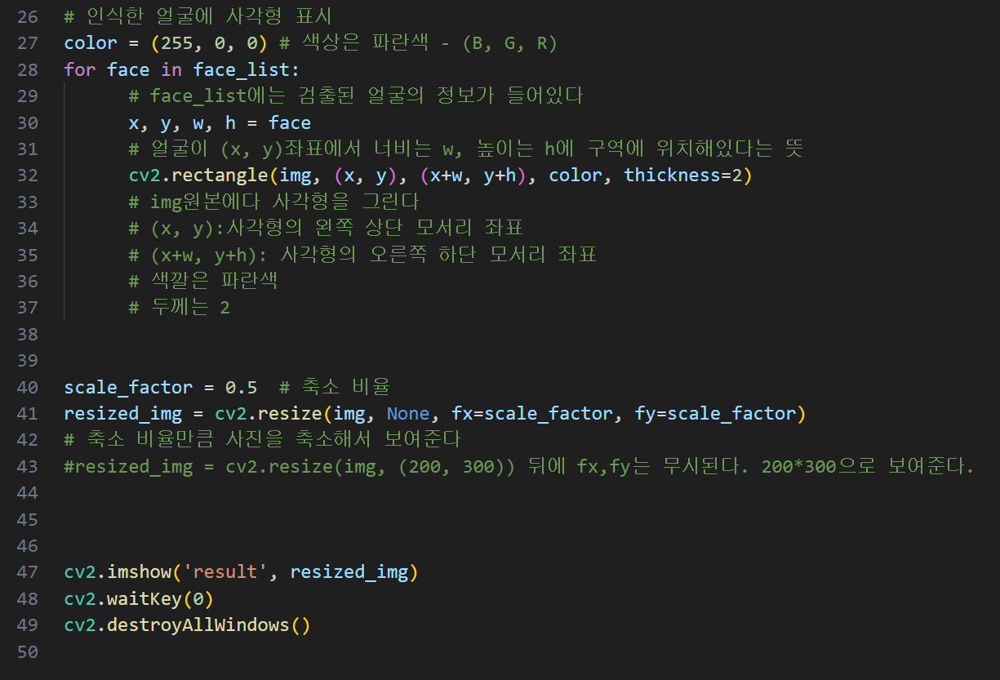 26 # 인식한 얼굴에 사각형 표시
27 color = (255, 0, 0) # 색상은 파란색 - (B, G, R)
28 for face in face_list:
29 # face_list에는 검출된 얼굴의 정보가 들어있다
30 x, y, w, h = face
31 # 얼굴이 (x, y)좌표에서 너비는 w, 높이는 h에 구역에 위치해있다는 뜻
32 cv2.rectangle(img, (x, y), (x+w, y+h), color, thickness=2)
33 # img원본에다 사각형을 그린다
34 # (x, y):사각형의 왼쪽 상단 모서리 좌표
35 # (x+w, y+h): 사각형의 오른쪽 하단 모서리 좌표
36 # 색깔은 파란색
37 # 두께는 2
38
39
40 scale_factor = 0.5 # 축소 비율
41 resized_img = cv2.resize(img, None, fx=scale_factor, fy=scale_factor)
42 # 축소 비율만큼 사진을 축소해서 보여준다
43 #resized_img = cv2.resize(img, (200, 300)) 뒤에 fx,fy는 무시된다. 200*300으로 보여준다.
44
45
46
47 cv2.imshow('result', resized_img)
48 cv2.waitKey(0)
49 cv2.destroyAllWindows()
50